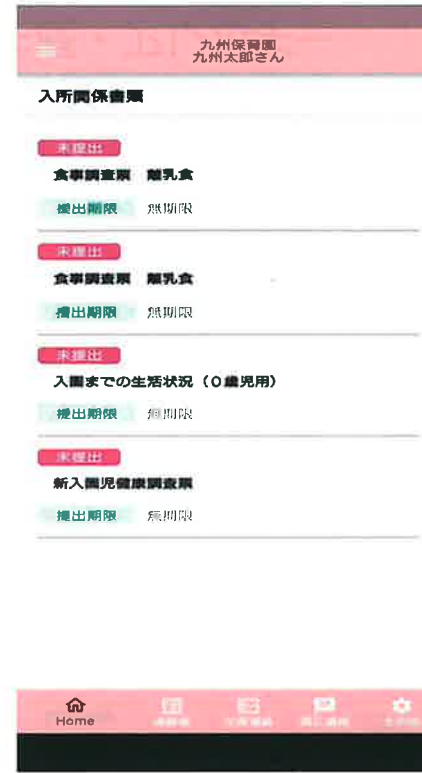 九州保育園
九州太郎さん
入所関係書類
未提出
食事調査票 離乳食
提出期限 無期限
未提出
食事調査票 離乳食
提出期限 無期限
未提出
入園までの生活状況(0歳児用)
提出期限 無期限
未提出
新入園児健康調査票
提出期限 無期限
Home